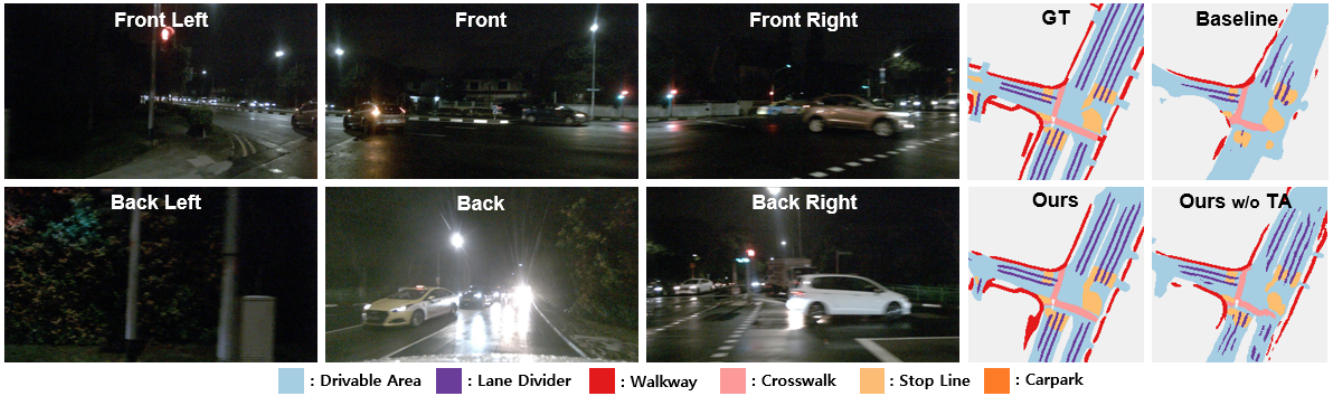 Front Left
Front
Front Right
GT
Baseline
Back Left
Back
Back Right
Ours
Ours w/o TA
: Drivable Area
: Lane Divider
: Walkway
: Crosswalk
: Stop Line
: Carpark